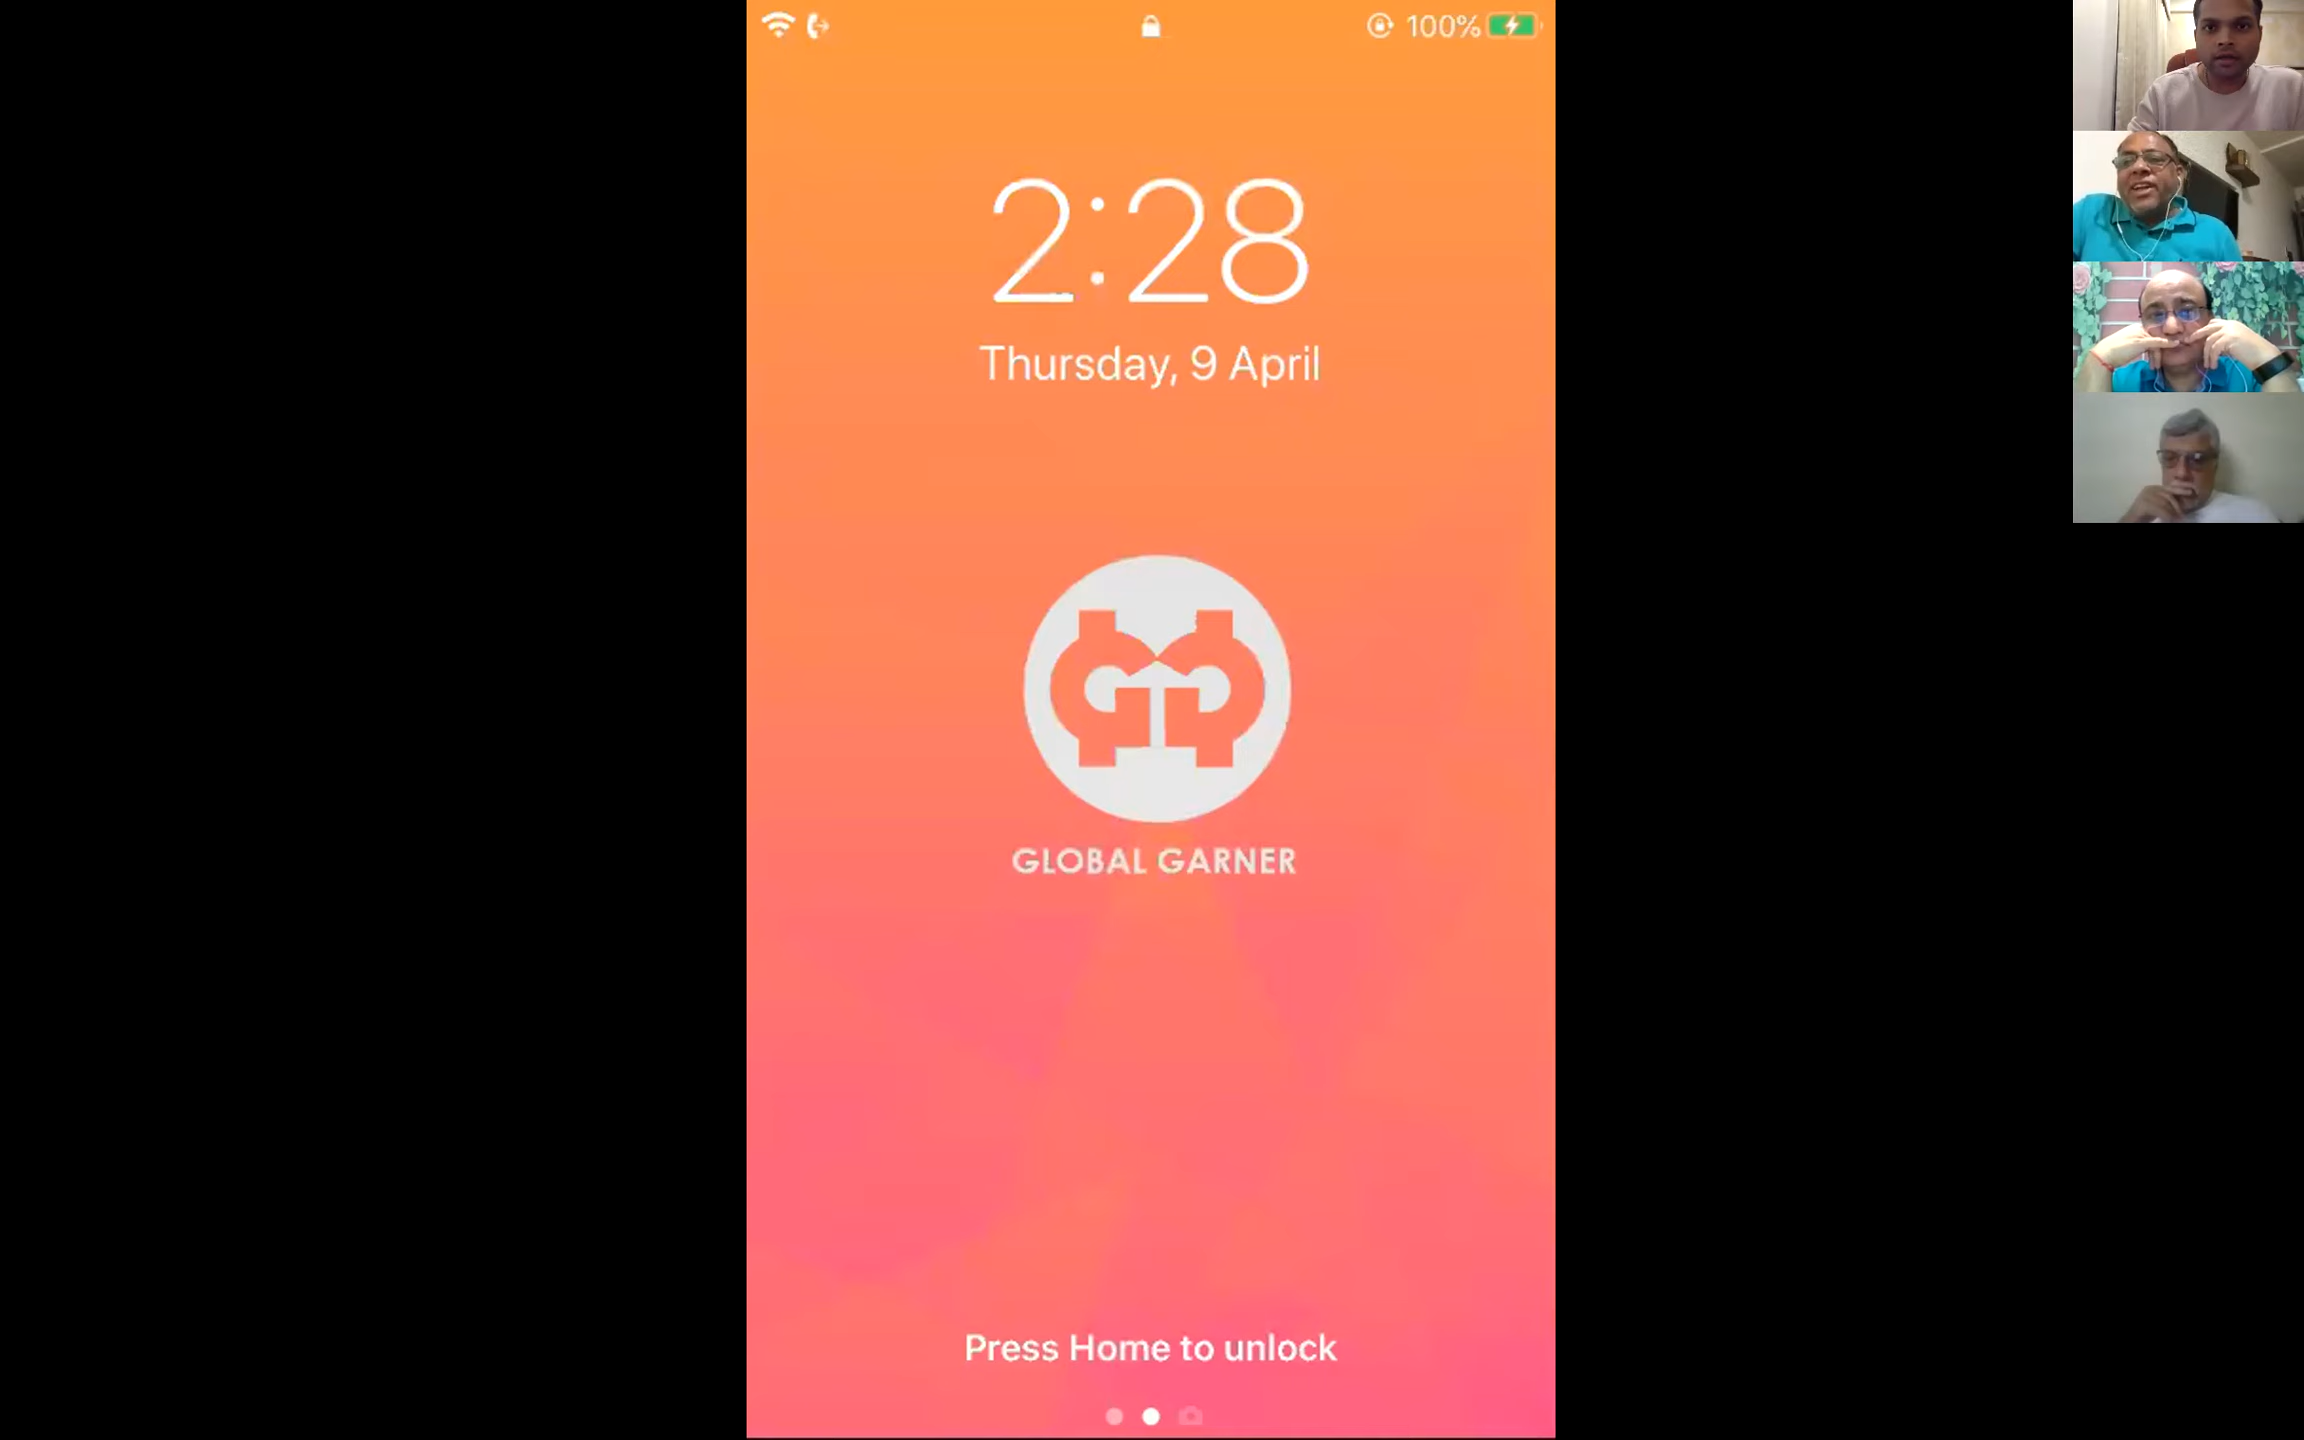 100%
2:28
Thursday, 9 April
GLOBAL GARNER
Press Home to unlock